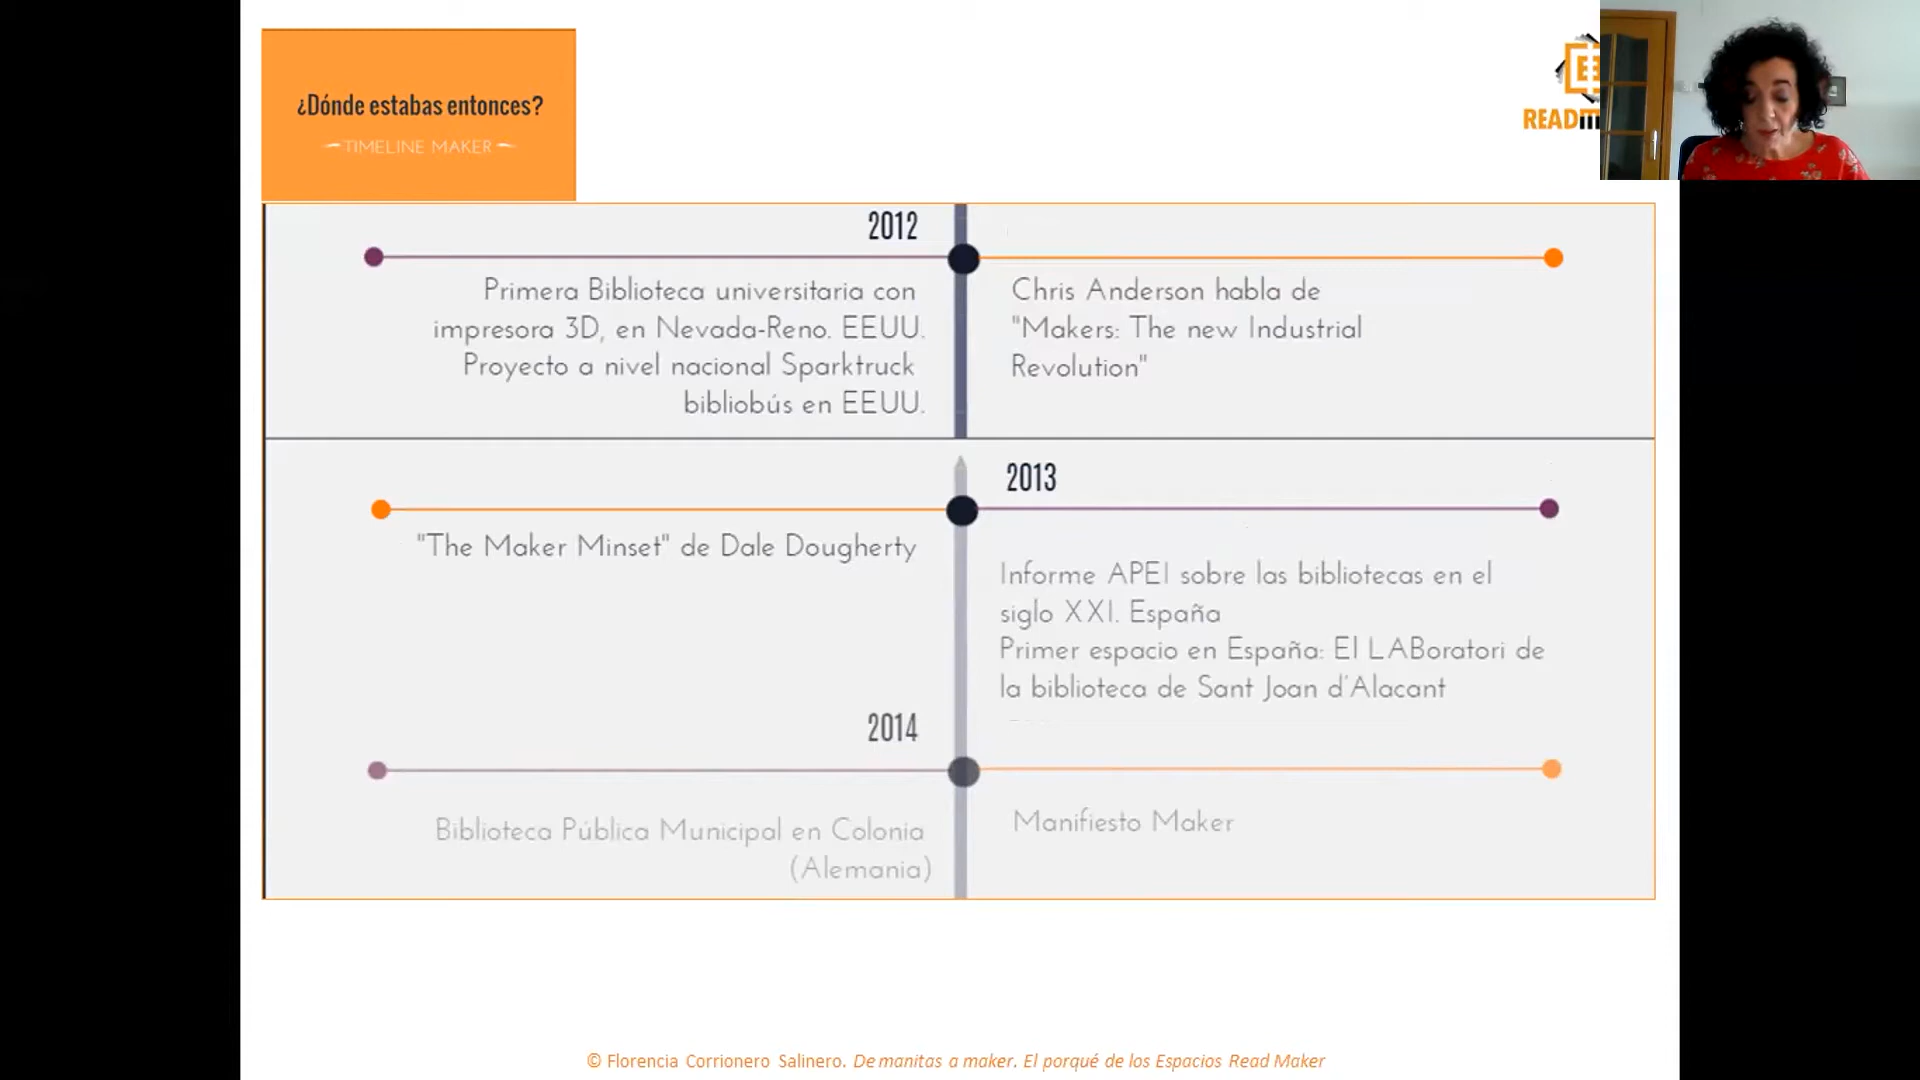 ¿Dónde estabas entonces?
TIMELINE MAKER
READm
2012
Primera Biblioteca universitaria con
impresora 3D, en Nevada-Reno. EEUU.
Proyecto a nivel nacional Sparktruck
bibliobús en EEUU.
Chris Anderson habla de
"Makers: The new Industrial
Revolution"
2013
"The Maker Minset" de Dale Dougherty
Informe APEI sobre las bibliotecas en el
siglo XXI. España
Primer espacio en España: El LABoratori de
la biblioteca de Sant Joan d'Alacant
2014
Biblioteca Pública Municipal en Colonia
(Alemania)
Manifiesto Maker
© Florencia Corrionero Salinero. De manitas a maker. El porqué de los Espacios Read Maker